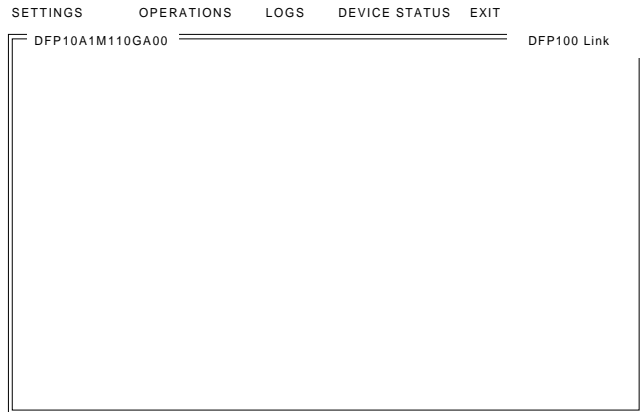 SETTINGS OPERATIONS LOGS DEVICE STATUS EXIT
DFP10A1M110GA00 DFP100 Link